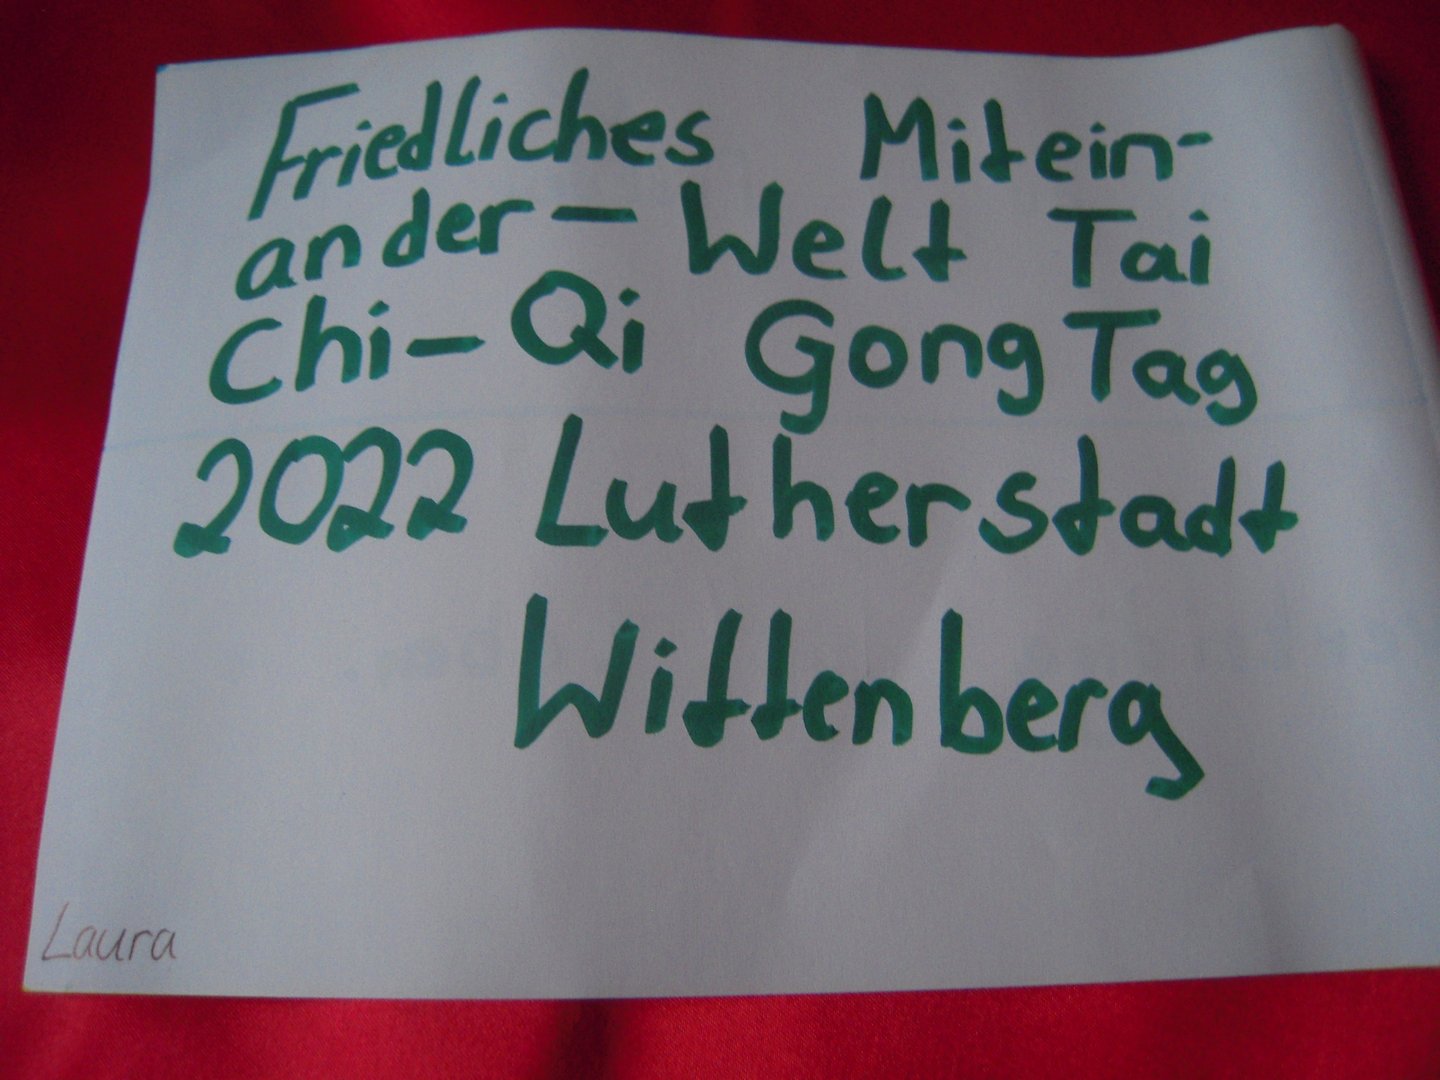 Friedliches Mitein-
ander - Welt Tai
Chi - Qi Gong Tag
2022 Lutherstadt
Wittenberg
Laura